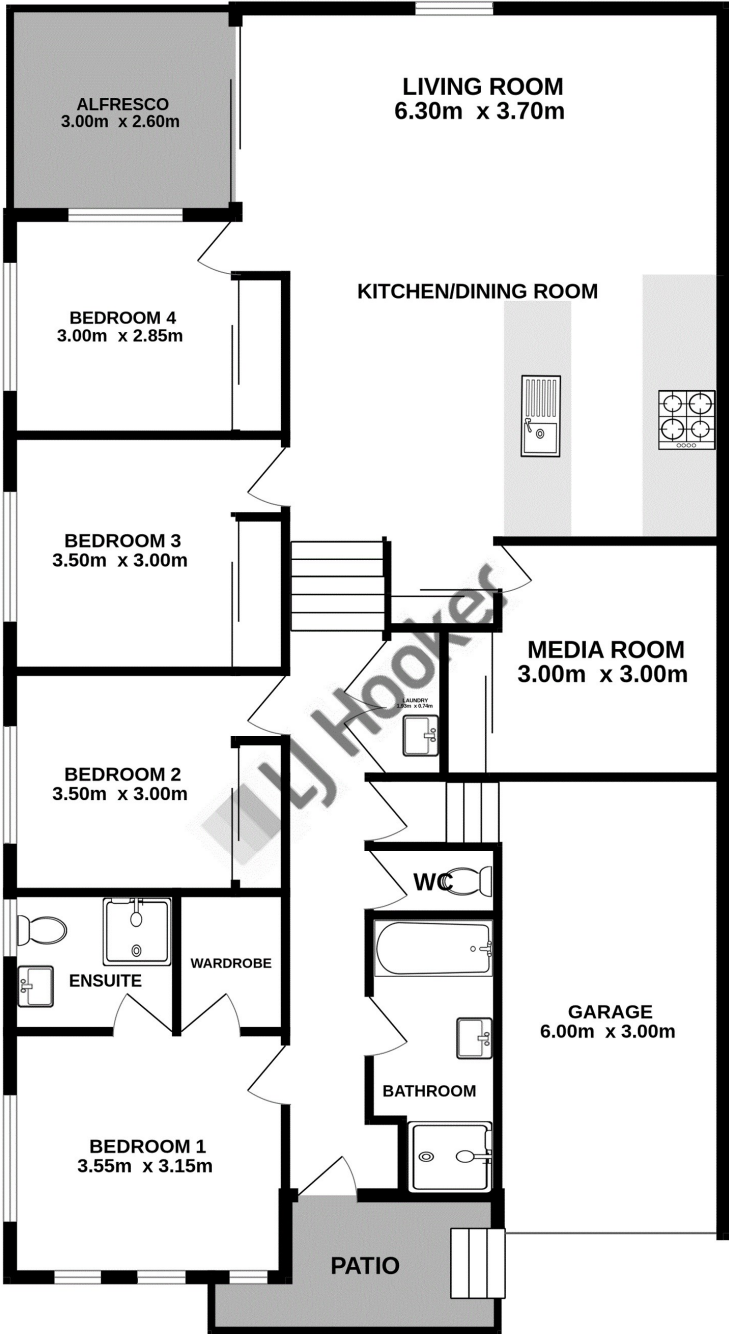 ALFRESCO
3.00m x 2.60m
LIVING ROOM
6.30m x 3.70m
KITCHEN/DINING ROOM
BEDROOM 4
3.00m x 2.85m
BEDROOM 3
3.50m x 3.00m
MEDIA ROOM
3.00m x 3.00m
LAUNDRY
LJ Hooker
BEDROOM 2
3.50m x 3.00m
WC
ENSUITE
WARDROBE
GARAGE
6.00m x 3.00m
BATHROOM
BEDROOM 1
3.55m x 3.15m
PATIO